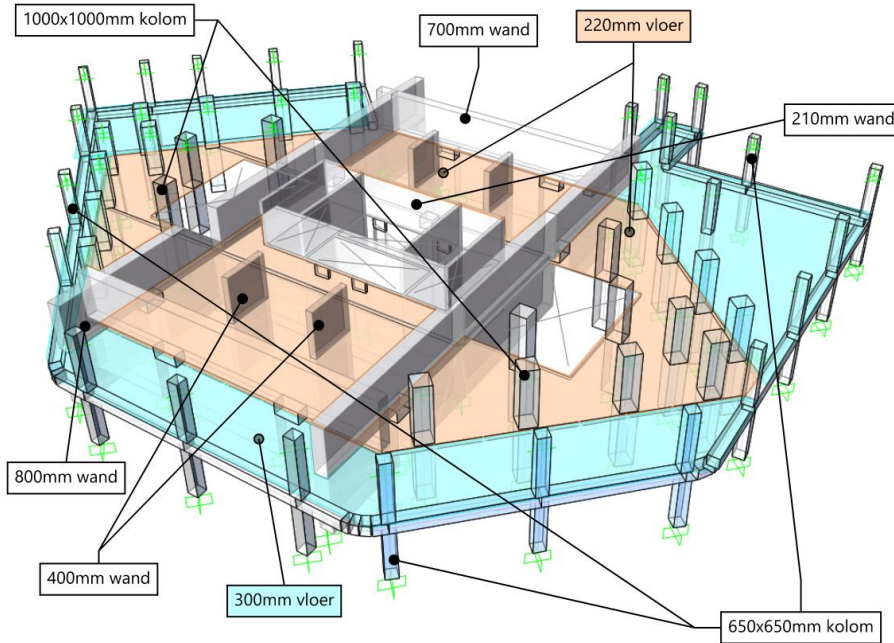 1000x1000mm kolom
700mm wand
220mm vloer
210mm wand
800mm wand
400mm wand
300mm vloer
650x650mm kolom